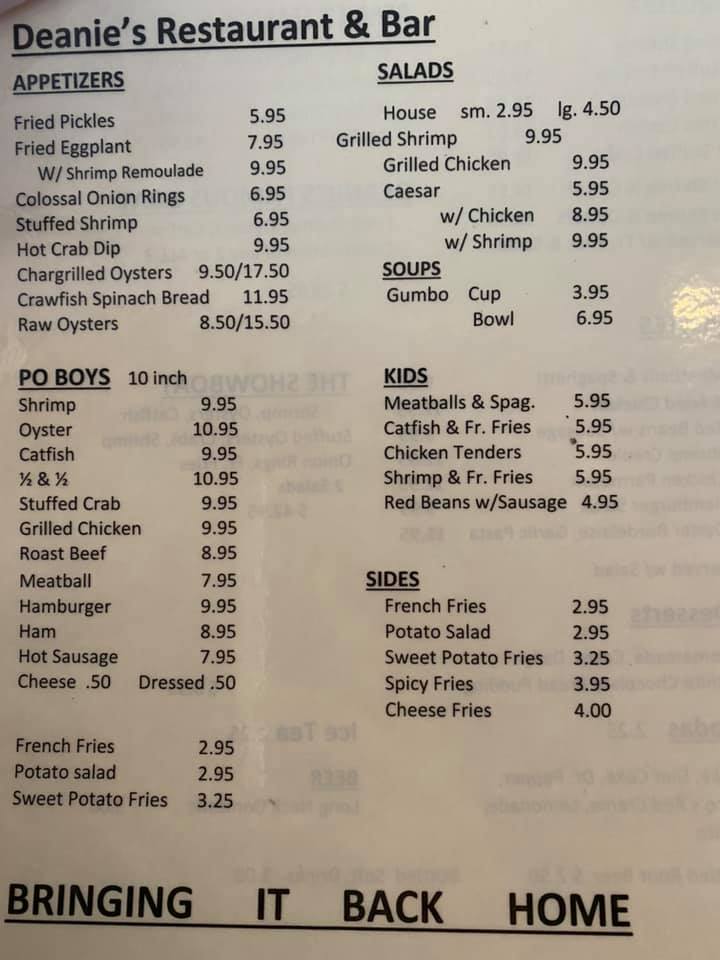 Deanie's Restaurant & Bar
APPETIZERS
Fried Pickles 5.95
Fried Eggplant 7.95
W/ Shrimp Remoulade 9.95
Colossal Onion Rings 6.95
Stuffed Shrimp 6.95
Hot Crab Dip 9.95
Chargrilled Oysters 9.50/17.50
Crawfish Spinach Bread 11.95
Raw Oysters 8.50/15.50
SALADS
House sm. 2.95 lg. 4.50
Grilled Shrimp 9.95
Grilled Chicken 9.95
Caesar 5.95
w/ Chicken 8.95
w/ Shrimp 9.95
SOUPS
Gumbo Cup 3.95
Bowl 6.95
PO BOYS 10 inch
Shrimp 9.95
Oyster 10.95
Catfish 9.95
½ & ½ 10.95
Stuffed Crab 9.95
Grilled Chicken 9.95
Roast Beef 8.95
Meatball 7.95
Hamburger 9.95
Ham 8.95
Hot Sausage 7.95
Cheese .50 Dressed .50
French Fries 2.95
Potato salad 2.95
Sweet Potato Fries 3.25
KIDS
Meatballs & Spag. 5.95
Catfish & Fr. Fries 5.95
Chicken Tenders 5.95
Shrimp & Fr. Fries 5.95
Red Beans w/Sausage 4.95
SIDES
French Fries 2.95
Potato Salad 2.95
Sweet Potato Fries 3.25
Spicy Fries 3.95
Cheese Fries 4.00
BRINGING IT BACK HOME